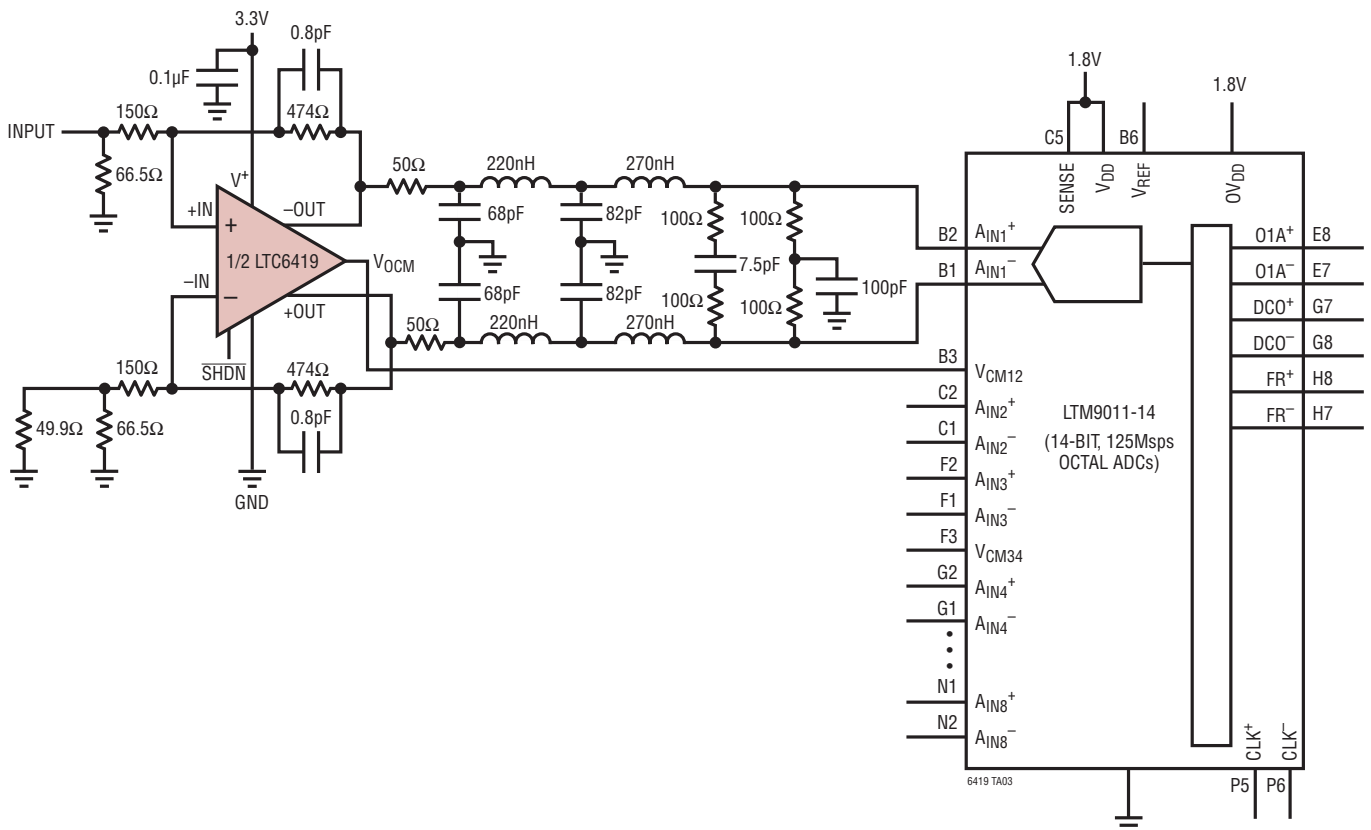 3.3V
0.8pF
0.1µF
150Ω
474Ω
INPUT
66.5Ω
V+
+IN
–OUT
+
1/2 LTC6419
VOCM
–IN
–
+OUT
SHDN
150Ω
474Ω
0.8pF
49.9Ω
66.5Ω
GND
50Ω
220nH
270nH
68pF
82pF
100Ω
100Ω
7.5pF
68pF
82pF
100Ω
100Ω
100pF
50Ω
220nH
270nH
1.8V
1.8V
C5
B6
SENSE
VDD
VREF
OVDD
B2
AIN1+
B1
AIN1–
B3
VCM12
C2
AIN2+
C1
AIN2–
F2
AIN3+
F1
AIN3–
F3
VCM34
G2
AIN4+
G1
AIN4–
N1
AIN8+
N2
AIN8–
LTM9011-14
(14-BIT, 125Msps
OCTAL ADCs)
O1A+ E8
O1A– E7
DCO+ G7
DCO– G8
FR+ H8
FR– H7
CLK+
CLK–
P5
P6
6419 TA03